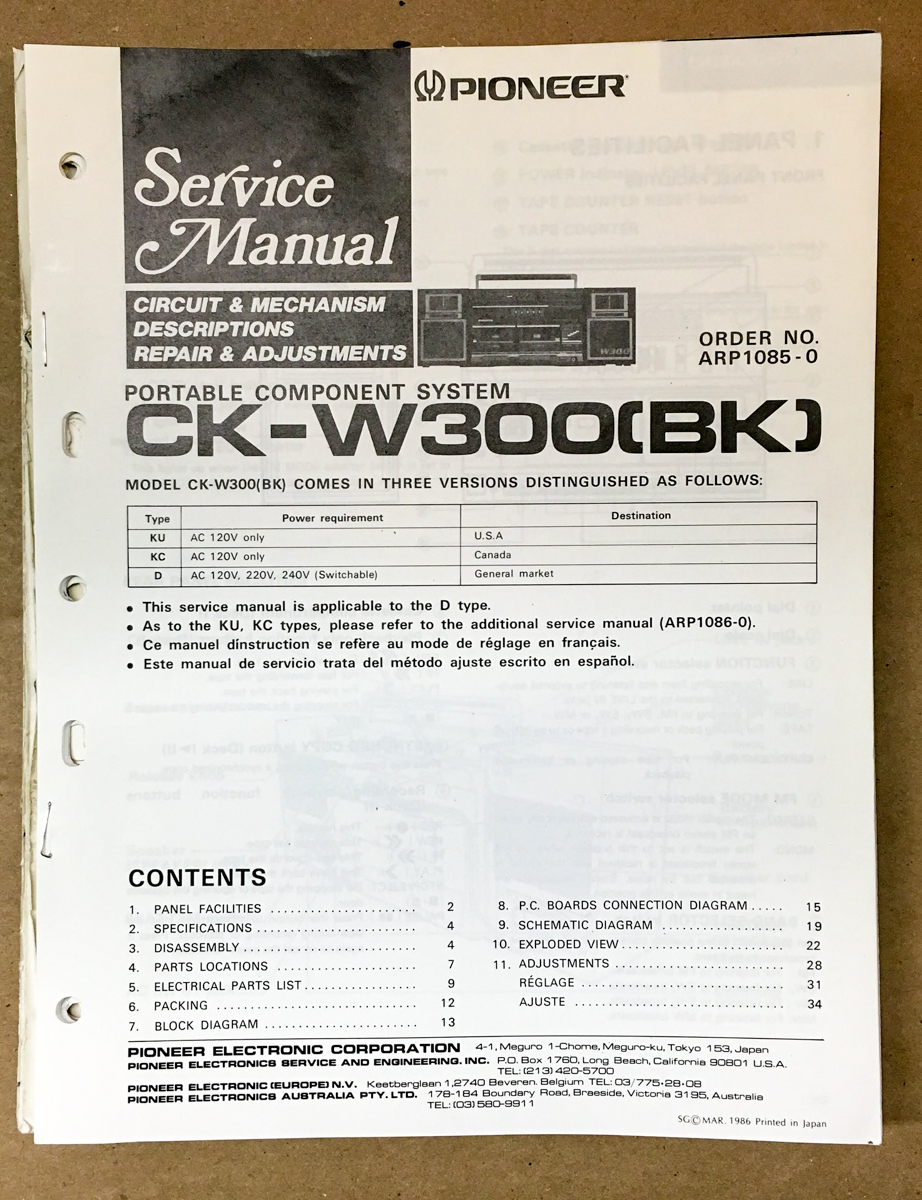 PIONEER
Service
Manual
CIRCUIT & MECHANISM
DESCRIPTIONS
REPAIR & ADJUSTMENTS
W300
ORDER NO.
ARP1085-0
PORTABLE COMPONENT SYSTEM
CK-W300(BK)
MODEL CK-W300(BK) COMES IN THREE VERSIONS DISTINGUISHED AS FOLLOWS:
Type Power requirement Destination
KU AC 120V only U.S.A
KC AC 120V only Canada
D AC 120V, 220V, 240V (Switchable) General market
• This service manual is applicable to the D type.
• As to the KU, KC types, please refer to the additional service manual (ARP1086-0).
• Ce manuel dínstruction se refère au mode de réglage en français.
• Este manual de servicio trata del método ajuste escrito en español.
CONTENTS
1. PANEL FACILITIES ..................... 2
2. SPECIFICATIONS ....................... 4
3. DISASSEMBLY ......................... 4
4. PARTS LOCATIONS .................... 7
5. ELECTRICAL PARTS LIST ................ 9
6. PACKING ............................. 12
7. BLOCK DIAGRAM ...................... 13
8. P.C. BOARDS CONNECTION DIAGRAM ..... 15
9. SCHEMATIC DIAGRAM ................. 19
10. EXPLODED VIEW ...................... 22
11. ADJUSTMENTS ....................... 28
RÉGLAGE ............................. 31
AJUSTE .............................. 34
PIONEER ELECTRONIC CORPORATION 4-1, Meguro 1-Chome, Meguro-ku, Tokyo 153, Japan
PIONEER ELECTRONICS SERVICE AND ENGINEERING. INC. P.O. Box 1760, Long Beach, California 90801 U.S.A.
TEL: (213) 420-5700
PIONEER ELECTRONIC (EUROPE) N.V. Keetberglaan 1, 2740 Beveren. Belgium TEL: 03/775·28·08
PIONEER ELECTRONICS AUSTRALIA PTY. LTD. 178-184 Boundary Road, Braeside, Victoria 3195, Australia
TEL: (03) 580-9911
SG Ⓒ MAR. 1986 Printed in Japan